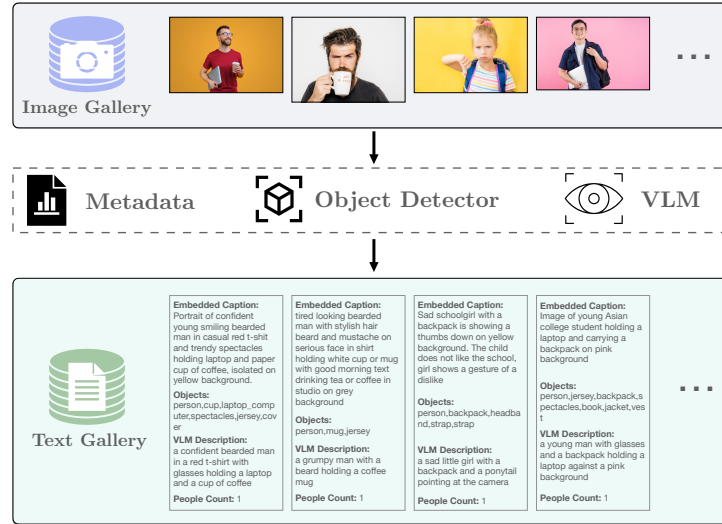 Image Gallery
Metadata
Object Detector
VLM
Text Gallery
Embedded Caption:
Portrait of confident
young smiling bearded
man in casual red t-shit
and trendy spectacles
holding laptop and paper
cup of coffee, isolated on
yellow background.
Objects:
person,cup,laptop_comp
uter,spectacles,jersey,cov
er
VLM Description:
a confident bearded man
in a red t-shirt with
glasses holding a laptop
and a cup of coffee
People Count: 1
Embedded Caption:
tired looking bearded
man with stylish hair
beard and mustache on
serious face in shirt
holding white cup or mug
with good morning text
drinking tea or coffee in
studio on grey
background
Objects:
person,mug,jersey
VLM Description:
a grumpy man with a
beard holding a coffee
mug
People Count: 1
Embedded Caption:
Sad schoolgirl with a
backpack is showing a
thumbs down on yellow
background. The child
does not like the school,
girl shows a gesture of a
dislike
Objects:
person,backpack,headba
nd,strap,strap
VLM Description:
a sad little girl with a
backpack and a ponytail
pointing at the camera
People Count: 1
Embedded Caption:
Image of young Asian
college student holding a
laptop and carrying a
backpack on pink
background
Objects:
person,jersey,backpack,s
pectacles,book,jacket,ves
t
VLM Description:
a young man with glasses
and a backpack holding a
laptop against a pink
background
People Count: 1